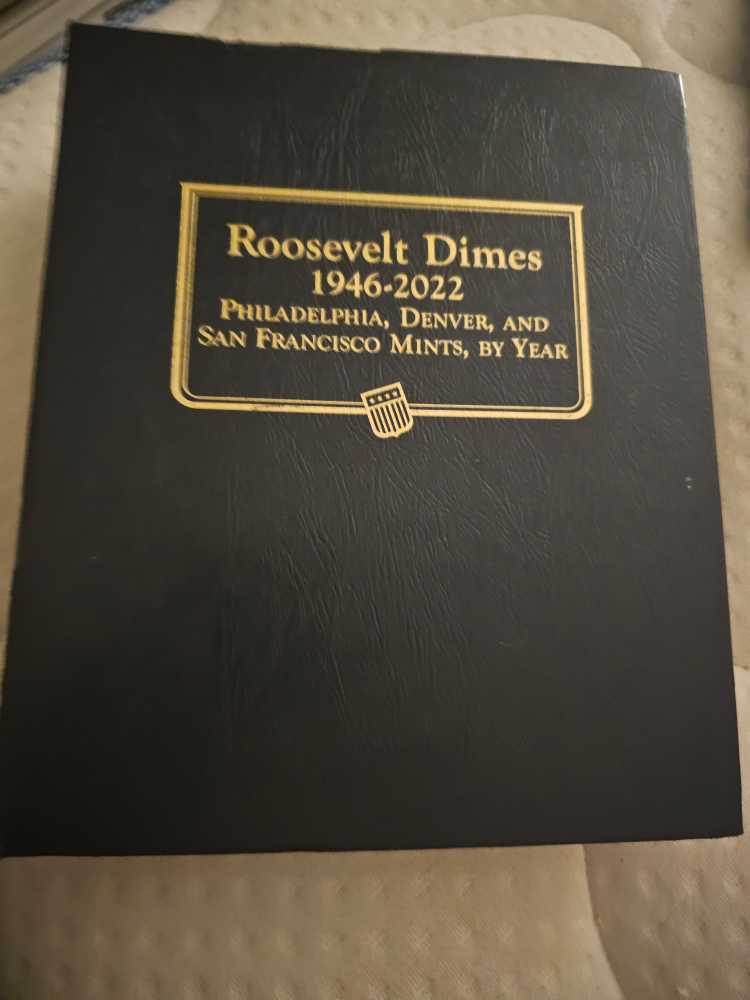 Roosevelt Dimes
1946-2022
Philadelphia, Denver, and
San Francisco Mints, by Year